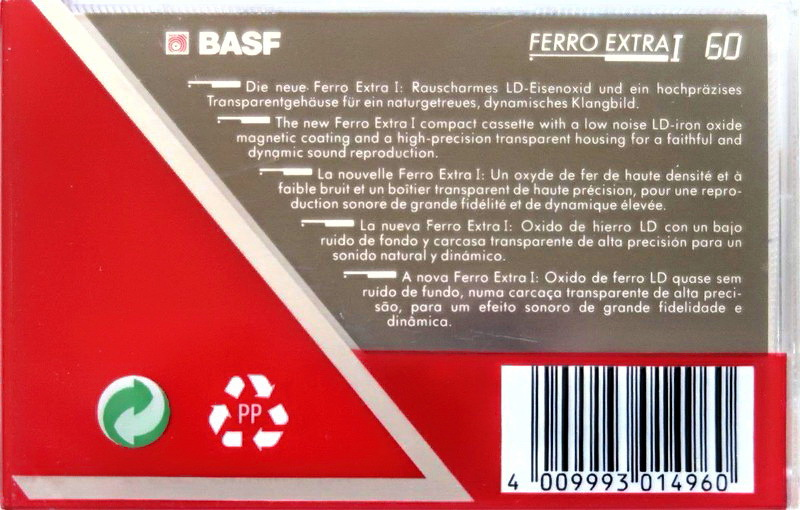 BASF
FERRO EXTRA I 60
Die neue Ferro Extra I: Rauscharmes LD-Eisenoxid und ein hochpräzises
Transparentgehäuse für ein naturgetreues, dynamisches Klangbild.
The new Ferro Extra I compact cassette with a low noise LD-iron oxide
magnetic coating and a high-precision transparent housing for a faithful and
dynamic sound reproduction.
La nouvelle Ferro Extra I: Un oxyde de fer de haute densité et à
faible bruit et un boîtier transparent de haute précision, pour une repro-
duction sonore de grande fidélité et de dynamique élevée.
La nueva Ferro Extra I: Oxido de hierro LD con un bajo
ruido de fondo y carcasa transparente de alta precisión para un
sonido natural y dinámico.
A nova Ferro Extra I: Oxido de ferro LD quase sem
ruido de fundo, numa carcaça transparente de alta preci-
são, para um efeito sonoro de grande fidelidade e
dinâmica.
PP
4 009993 014960